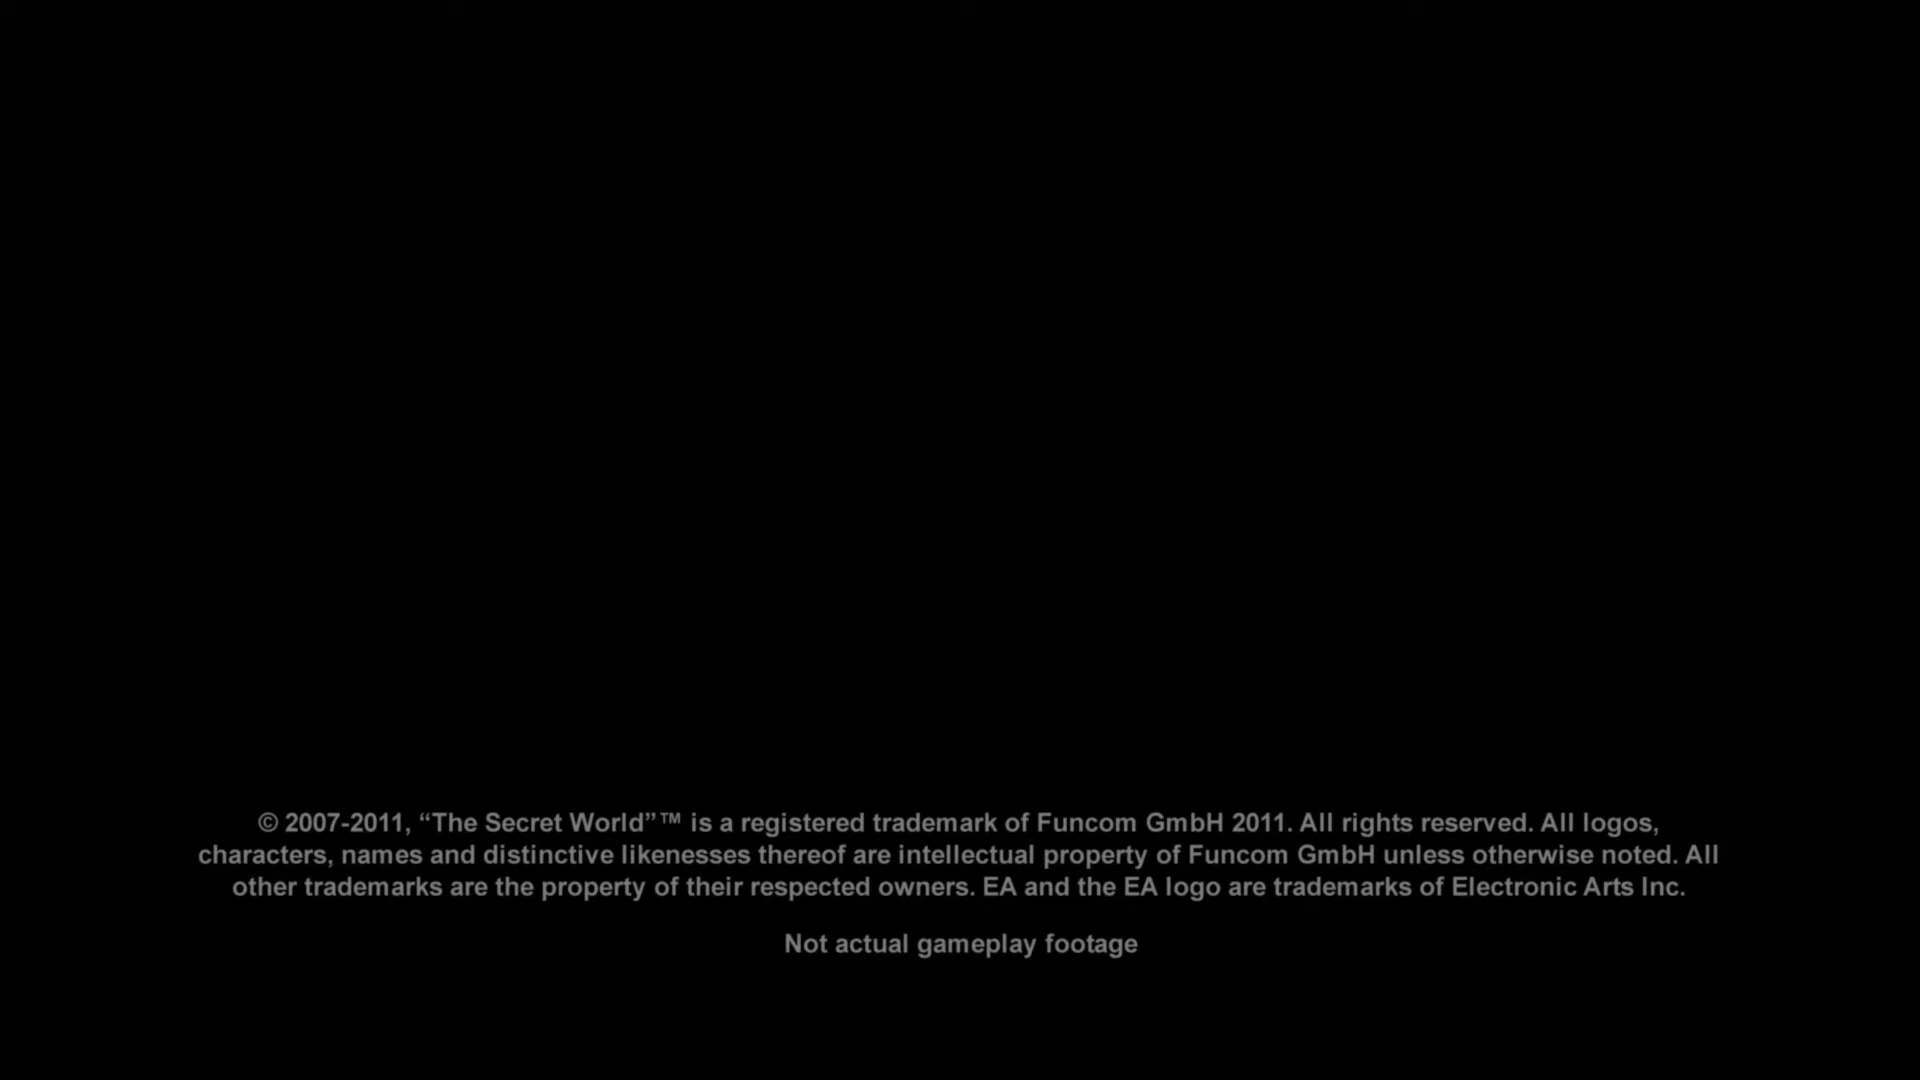 © 2007-2011, “The Secret World”™ is a registered trademark of Funcom GmbH 2011. All rights reserved. All logos,
characters, names and distinctive likenesses thereof are intellectual property of Funcom GmbH unless otherwise noted. All
other trademarks are the property of their respected owners. EA and the EA logo are trademarks of Electronic Arts Inc.
Not actual gameplay footage